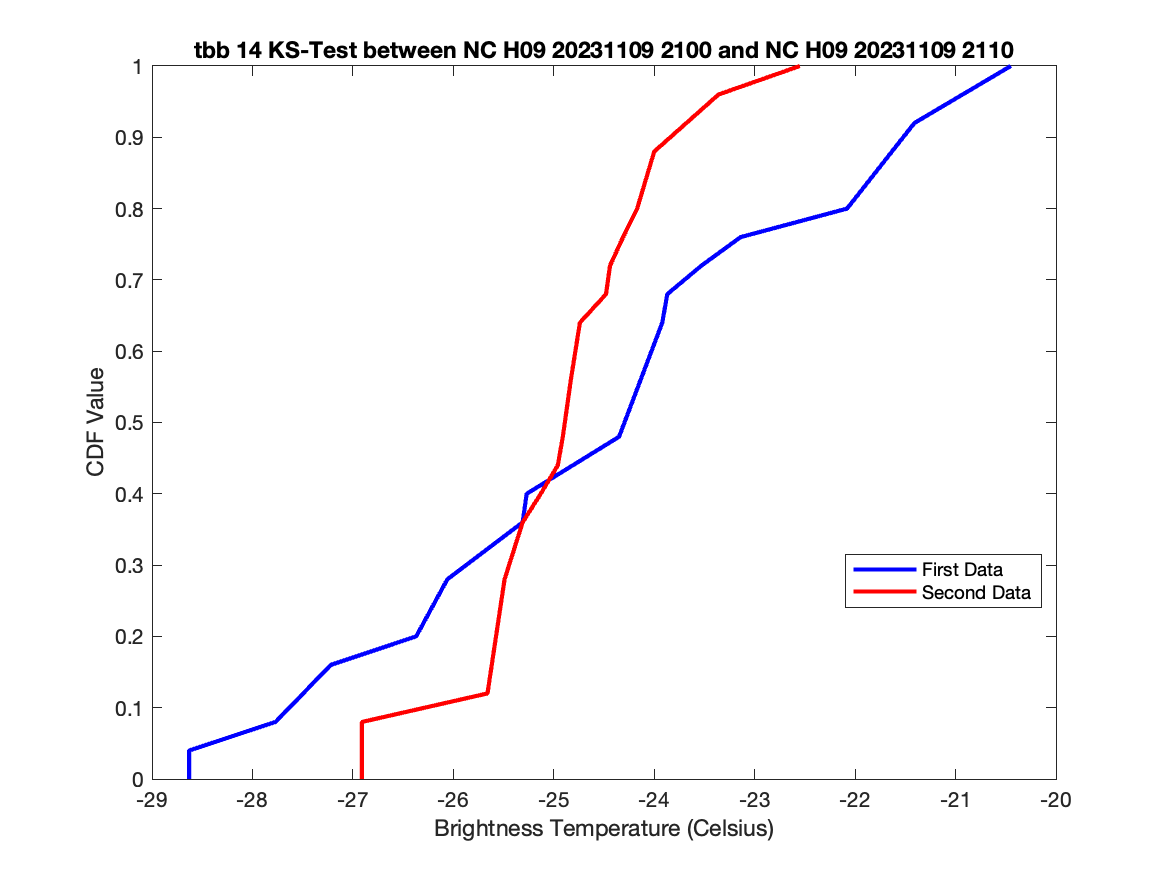 tbb 14 KS-Test between NC H09 20231109 2100 and NC H09 20231109 2110
1
0.9
0.8
0.7
0.6
0.5
0.4
0.3
0.2
0.1
0
CDF Value
First Data
Second Data
-29 -28 -27 -26 -25 -24 -23 -22 -21 -20
Brightness Temperature (Celsius)